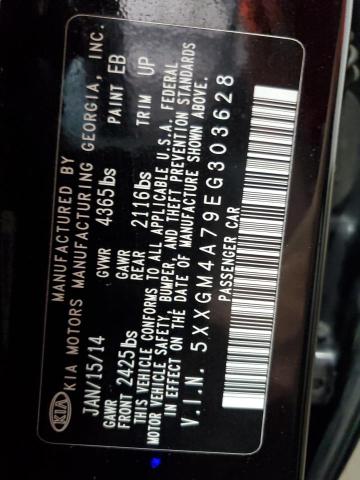 KIA
MANUFACTURED BY
KIA MOTORS MANUFACTURING GEORGIA, INC.
JAN/15/14 GVWR 4365lbs PAINT EB
GAWR FRONT 2425lbs GAWR REAR 2116lbs TRIM UP
THIS VEHICLE CONFORMS TO ALL APPLICABLE U.S.A. FEDERAL
MOTOR VEHICLE SAFETY, BUMPER, AND THEFT PREVENTION STANDARDS
IN EFFECT ON THE DATE OF MANUFACTURE SHOWN ABOVE.
V.I.N. 5XXGM4A79EG303628
PASSENGER CAR